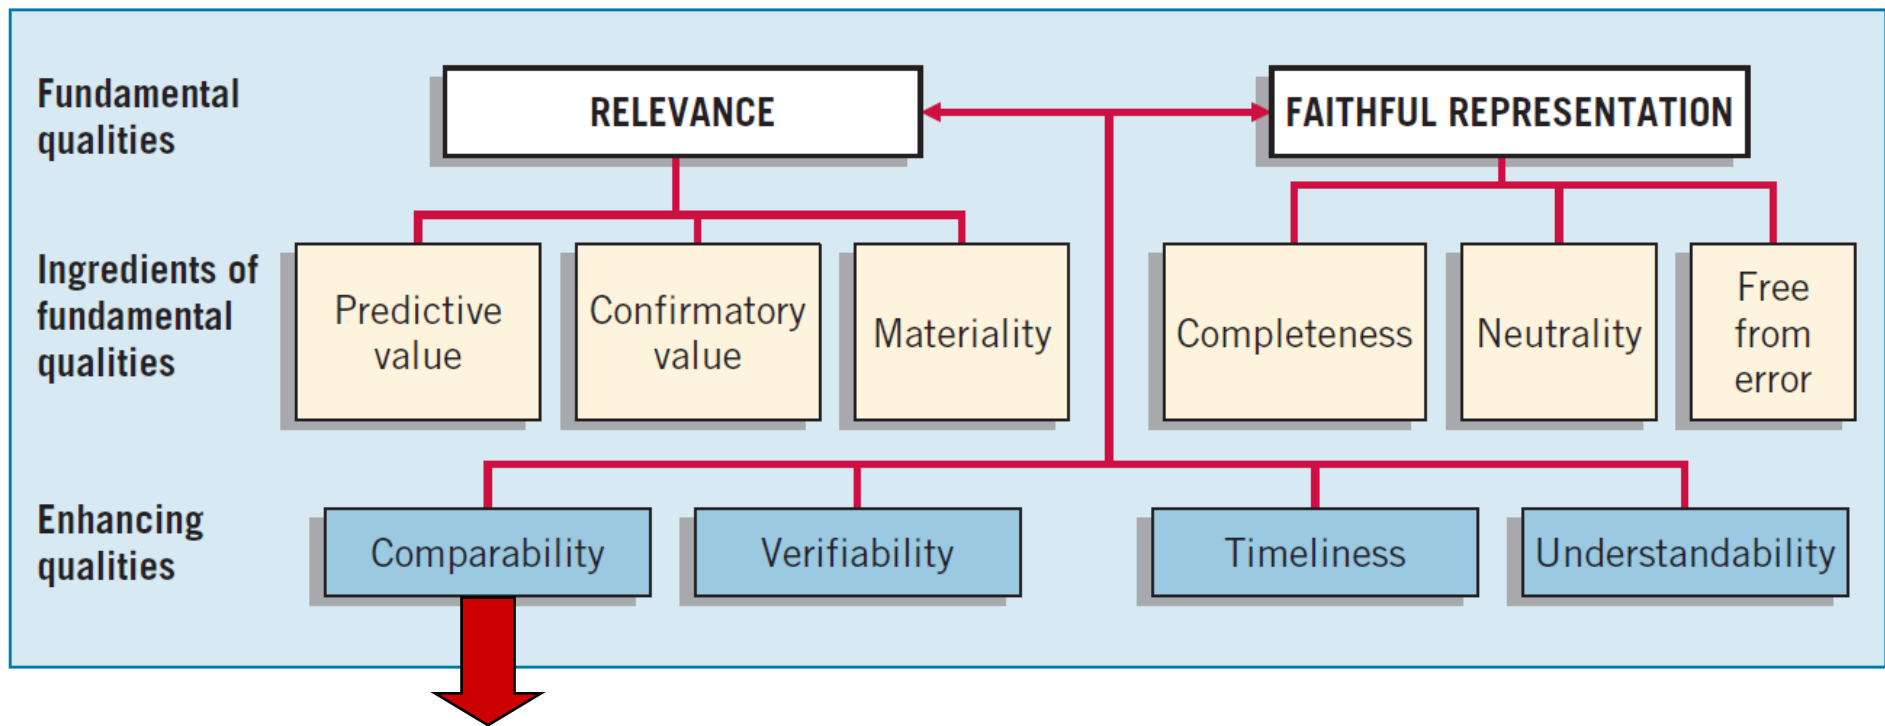 Fundamental
qualities
RELEVANCE
FAITHFUL REPRESENTATION
Ingredients of
fundamental
qualities
Predictive
value
Confirmatory
value
Materiality
Completeness
Neutrality
Free
from
error
Enhancing
qualities
Comparability
Verifiability
Timeliness
Understandability